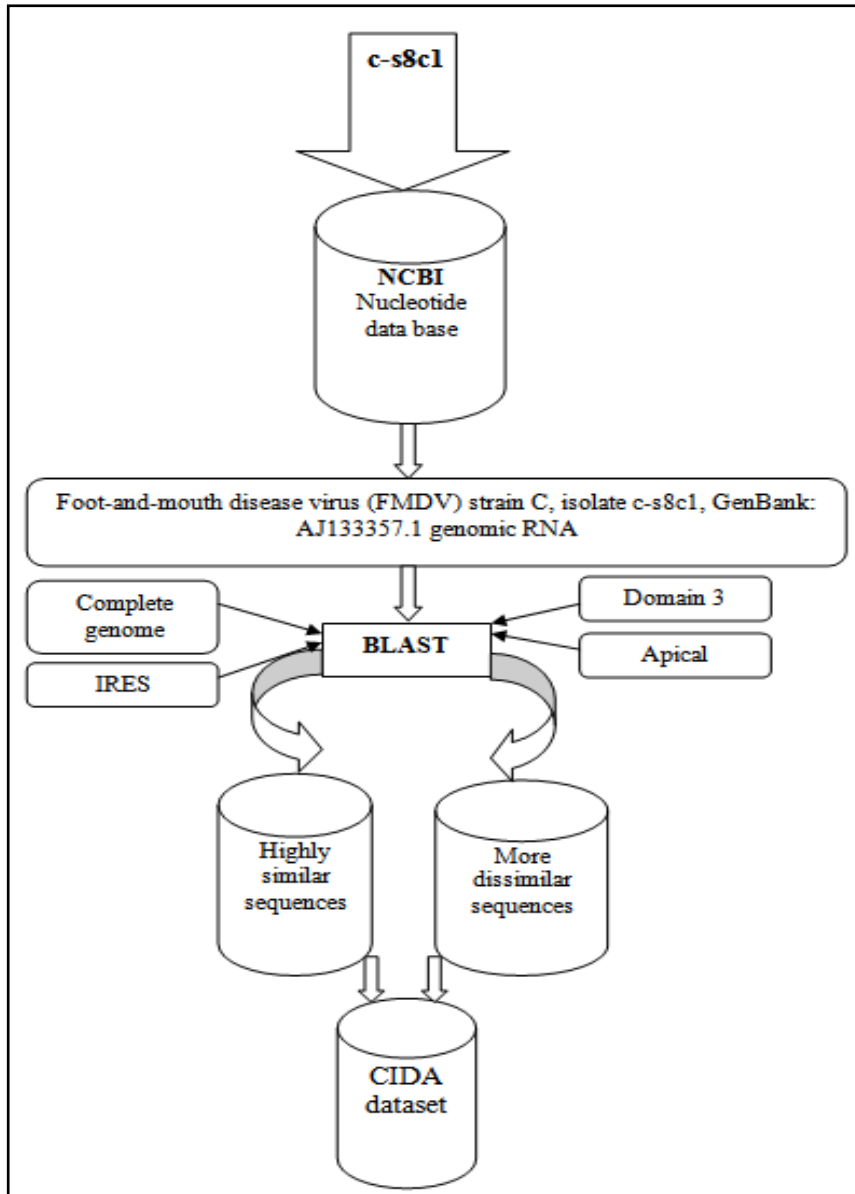 c-s8c1
NCBI
Nucleotide
data base
Foot-and-mouth disease virus (FMDV) strain C, isolate c-s8c1, GenBank:
AJ133357.1 genomic RNA
Complete
genome
IRES
BLAST
Domain 3
Apical
Highly
similar
sequences
More
dissimilar
sequences
CIDA
dataset